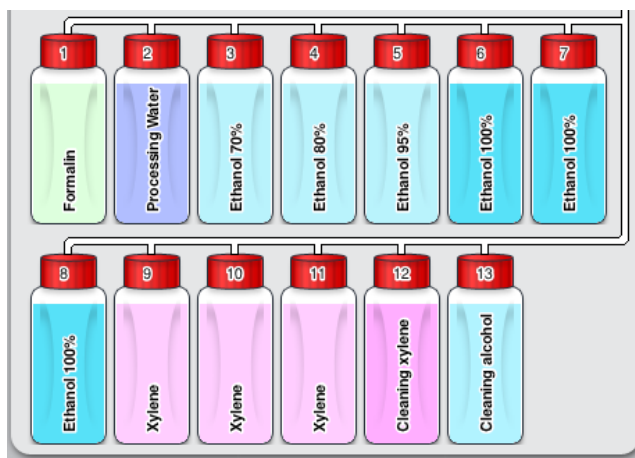 1
2
3
4
5
6
7
Formalin
Processing Water
Ethanol 70%
Ethanol 80%
Ethanol 95%
Ethanol 100%
Ethanol 100%
8
9
10
11
12
13
Ethanol 100%
Xylene
Xylene
Xylene
Cleaning xylene
Cleaning alcohol